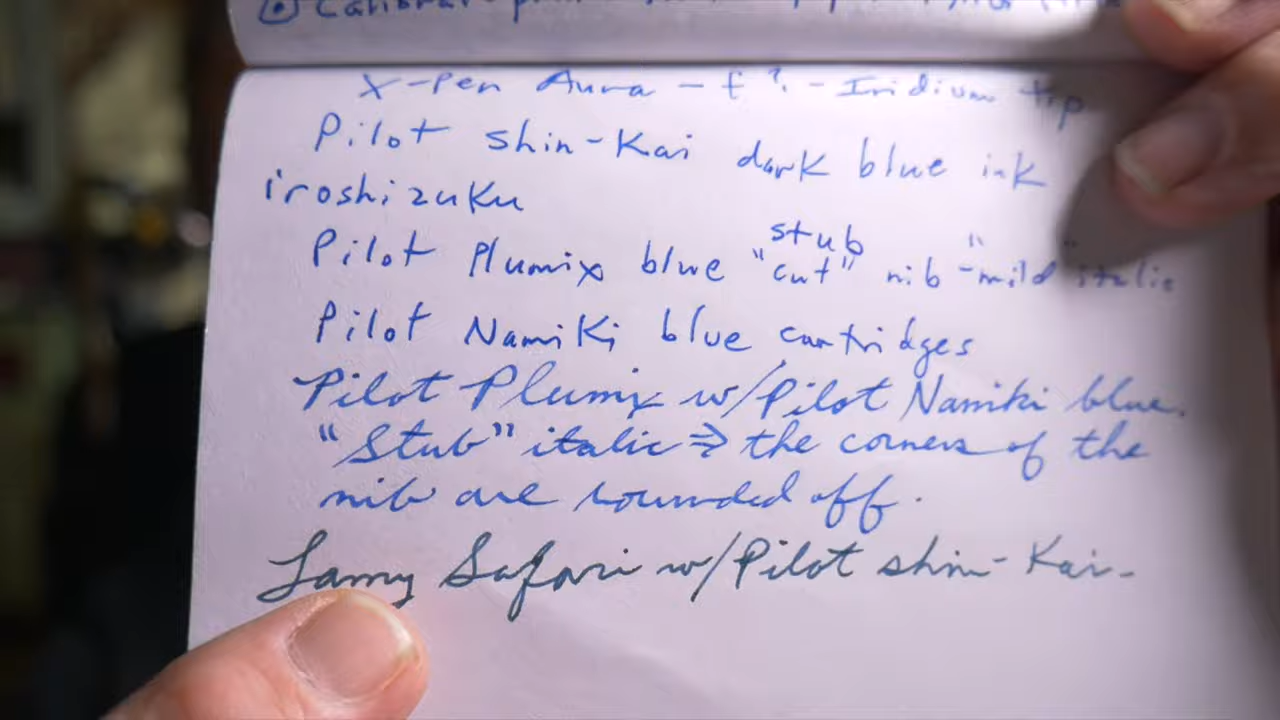 X-Pen Aura - f? - Iridium tip
Pilot shin-Kai dark blue ink
iroshizuku
stub
Pilot Plumix blue "cut" nib - "mild" italic
Pilot Namiki blue cartridges
Pilot Plumix w/Pilot Namiki blue.
"Stub" italic ⇒ the corners of the
nib are rounded off.
Lamy Safari w/Pilot shin-Kai-